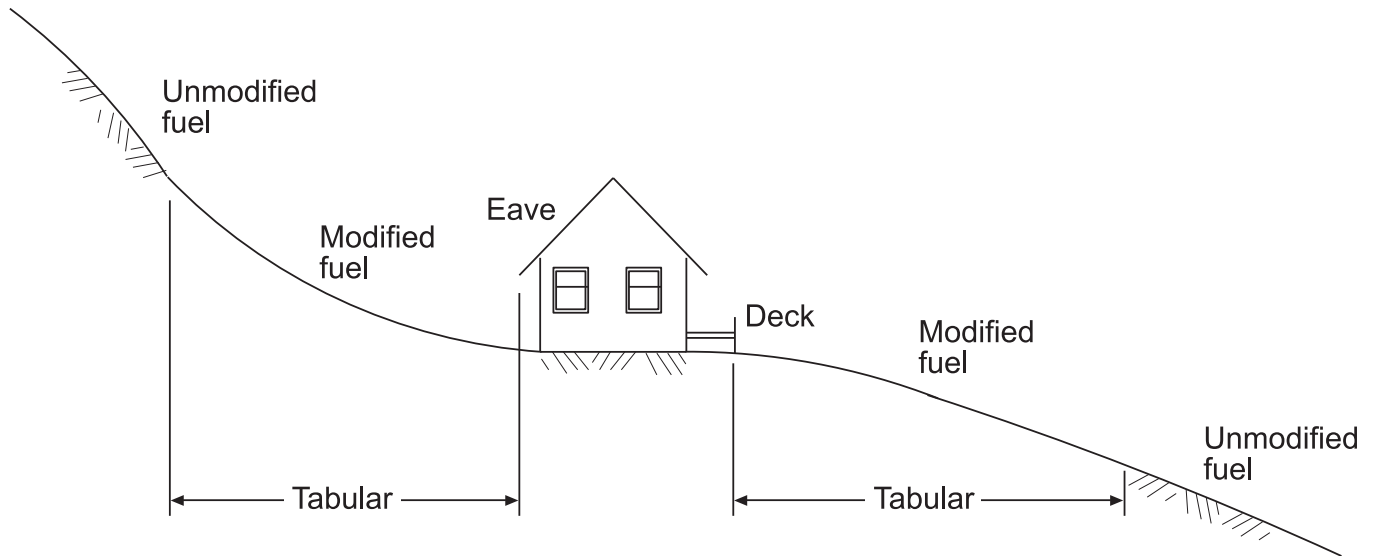 Unmodified
fuel
Eave
Modified
fuel
Deck
Modified
fuel
Unmodified
fuel
Tabular
Tabular